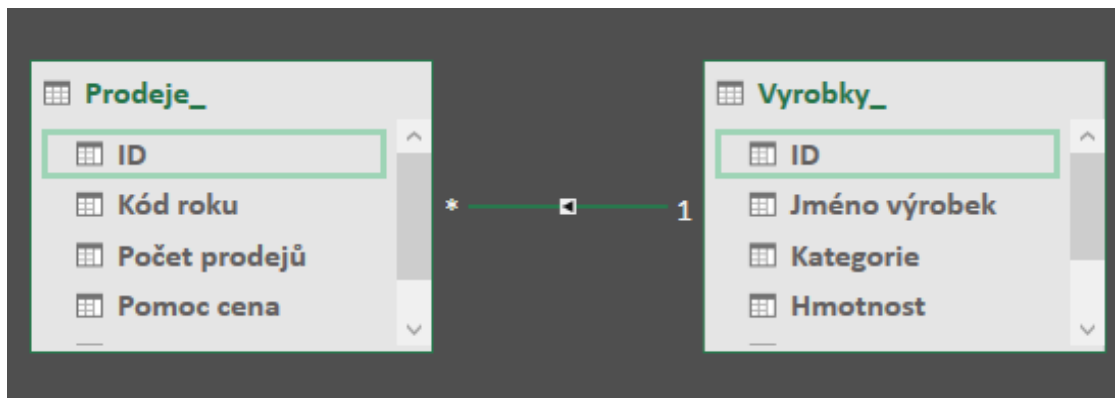 Prodeje_
ID
Kód roku
Počet prodejů
Pomoc cena
* 1
Vyrobky_
ID
Jméno výrobek
Kategorie
Hmotnost